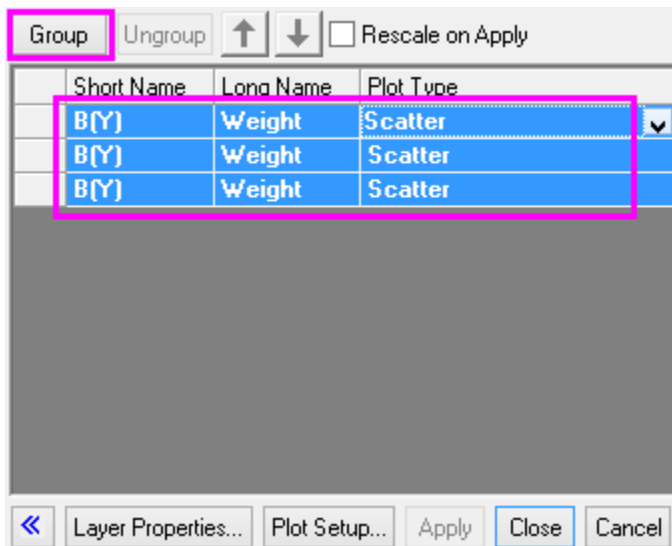 Group Ungroup Rescale on Apply
Short Name Long Name Plot Type
B(Y) Weight Scatter
B(Y) Weight Scatter
B(Y) Weight Scatter
Layer Properties... Plot Setup... Apply Close Cancel